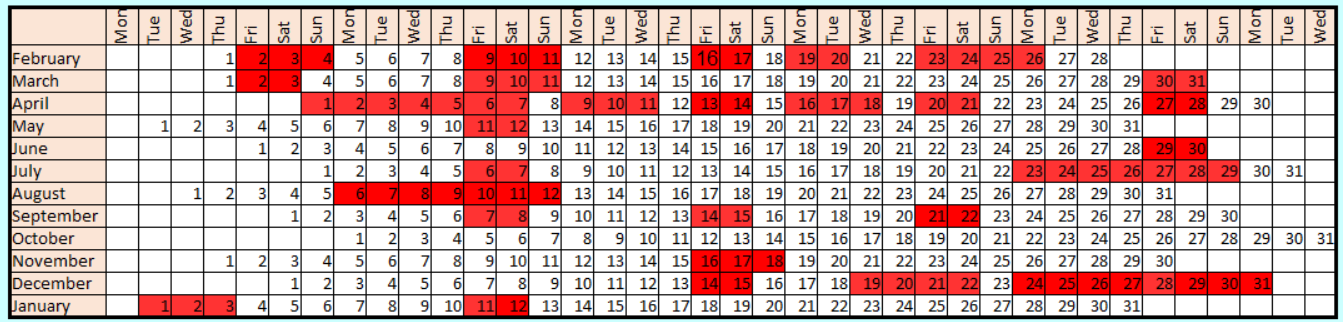 Mon Tue Wed Thu Fri Sat Sun Mon Tue Wed Thu Fri Sat Sun Mon Tue Wed Thu Fri Sat Sun Mon Tue Wed Thu Fri Sat Sun Mon Tue Wed Thu Fri Sat Sun Mon Tue Wed
February 1 2 3 4 5 6 7 8 9 10 11 12 13 14 15 16 17 18 19 20 21 22 23 24 25 26 27 28
March 1 2 3 4 5 6 7 8 9 10 11 12 13 14 15 16 17 18 19 20 21 22 23 24 25 26 27 28 29 30 31
April 1 2 3 4 5 6 7 8 9 10 11 12 13 14 15 16 17 18 19 20 21 22 23 24 25 26 27 28 29 30
May 1 2 3 4 5 6 7 8 9 10 11 12 13 14 15 16 17 18 19 20 21 22 23 24 25 26 27 28 29 30 31
June 1 2 3 4 5 6 7 8 9 10 11 12 13 14 15 16 17 18 19 20 21 22 23 24 25 26 27 28 29 30
July 1 2 3 4 5 6 7 8 9 10 11 12 13 14 15 16 17 18 19 20 21 22 23 24 25 26 27 28 29 30 31
August 1 2 3 4 5 6 7 8 9 10 11 12 13 14 15 16 17 18 19 20 21 22 23 24 25 26 27 28 29 30 31
September 1 2 3 4 5 6 7 8 9 10 11 12 13 14 15 16 17 18 19 20 21 22 23 24 25 26 27 28 29 30
October 1 2 3 4 5 6 7 8 9 10 11 12 13 14 15 16 17 18 19 20 21 22 23 24 25 26 27 28 29 30 31
November 1 2 3 4 5 6 7 8 9 10 11 12 13 14 15 16 17 18 19 20 21 22 23 24 25 26 27 28 29 30
December 1 2 3 4 5 6 7 8 9 10 11 12 13 14 15 16 17 18 19 20 21 22 23 24 25 26 27 28 29 30 31
January 1 2 3 4 5 6 7 8 9 10 11 12 13 14 15 16 17 18 19 20 21 22 23 24 25 26 27 28 29 30 31